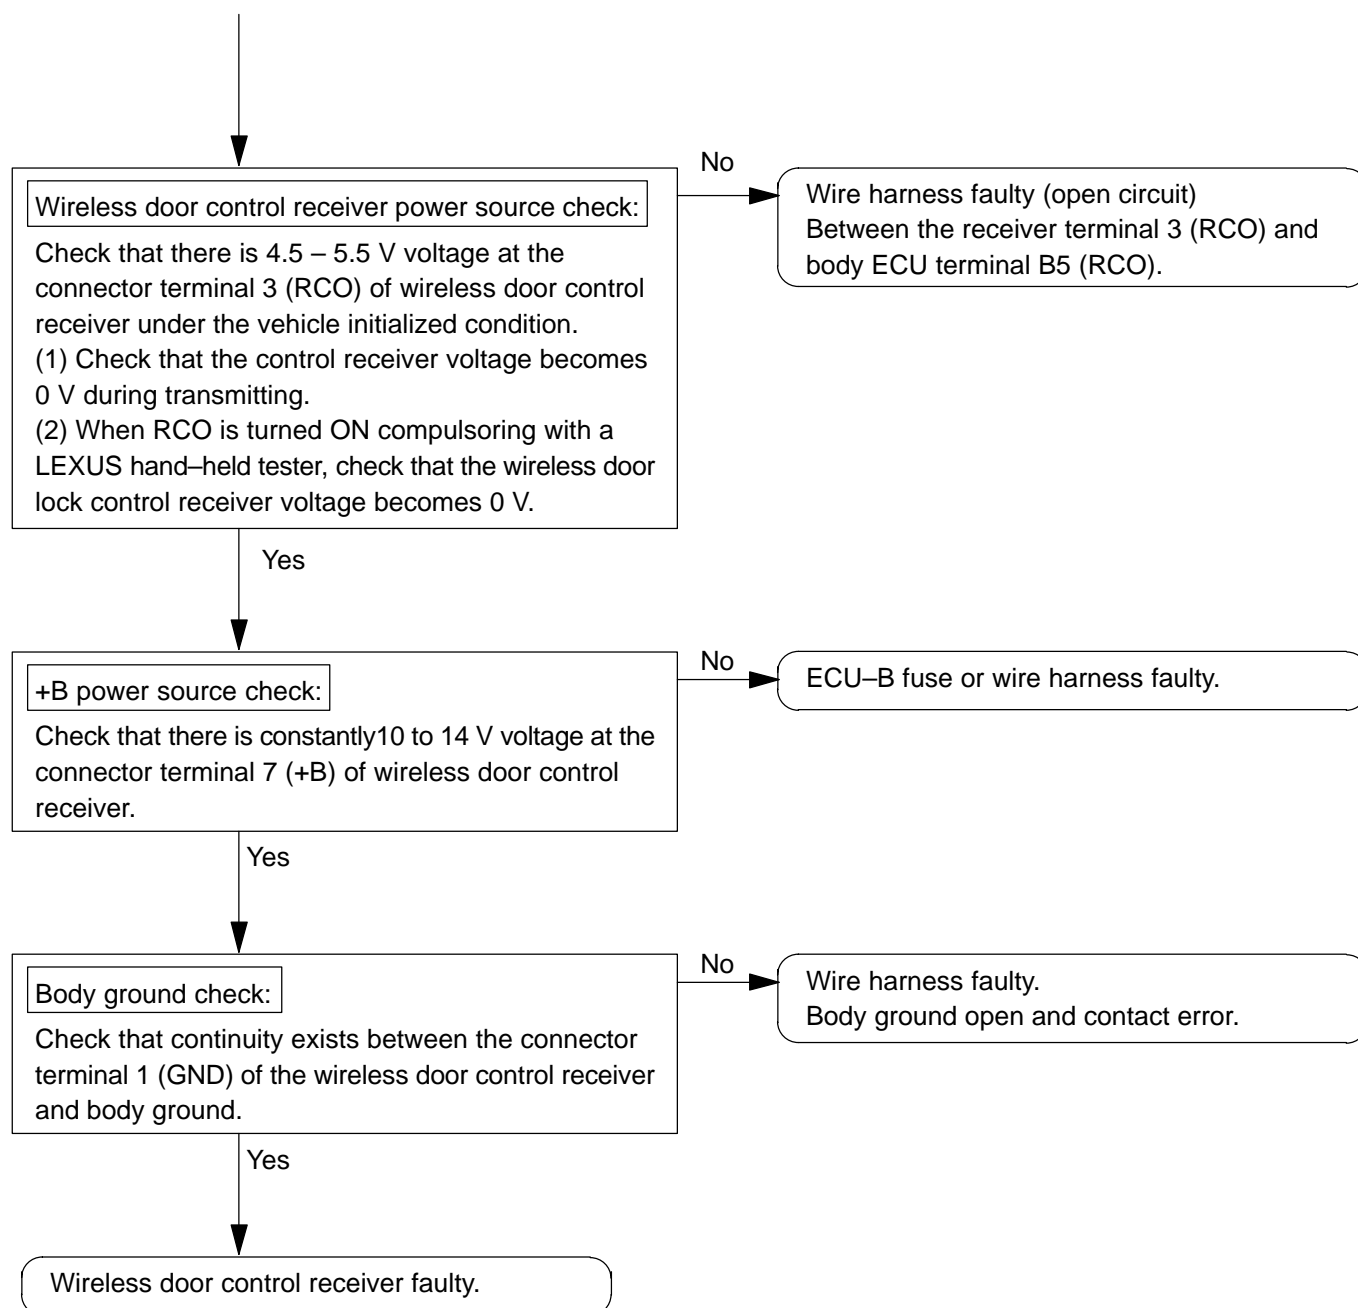 No
Wireless door control receiver power source check:
Check that there is 4.5 – 5.5 V voltage at the
connector terminal 3 (RCO) of wireless door control
receiver under the vehicle initialized condition.
(1) Check that the control receiver voltage becomes
0 V during transmitting.
(2) When RCO is turned ON compulsoring with a
LEXUS hand–held tester, check that the wireless door
lock control receiver voltage becomes 0 V.
Wire harness faulty (open circuit)
Between the receiver terminal 3 (RCO) and
body ECU terminal B5 (RCO).
Yes
No
+B power source check:
Check that there is constantly10 to 14 V voltage at the
connector terminal 7 (+B) of wireless door control
receiver.
ECU–B fuse or wire harness faulty.
Yes
No
Body ground check:
Check that continuity exists between the connector
terminal 1 (GND) of the wireless door control receiver
and body ground.
Wire harness faulty.
Body ground open and contact error.
Yes
Wireless door control receiver faulty.